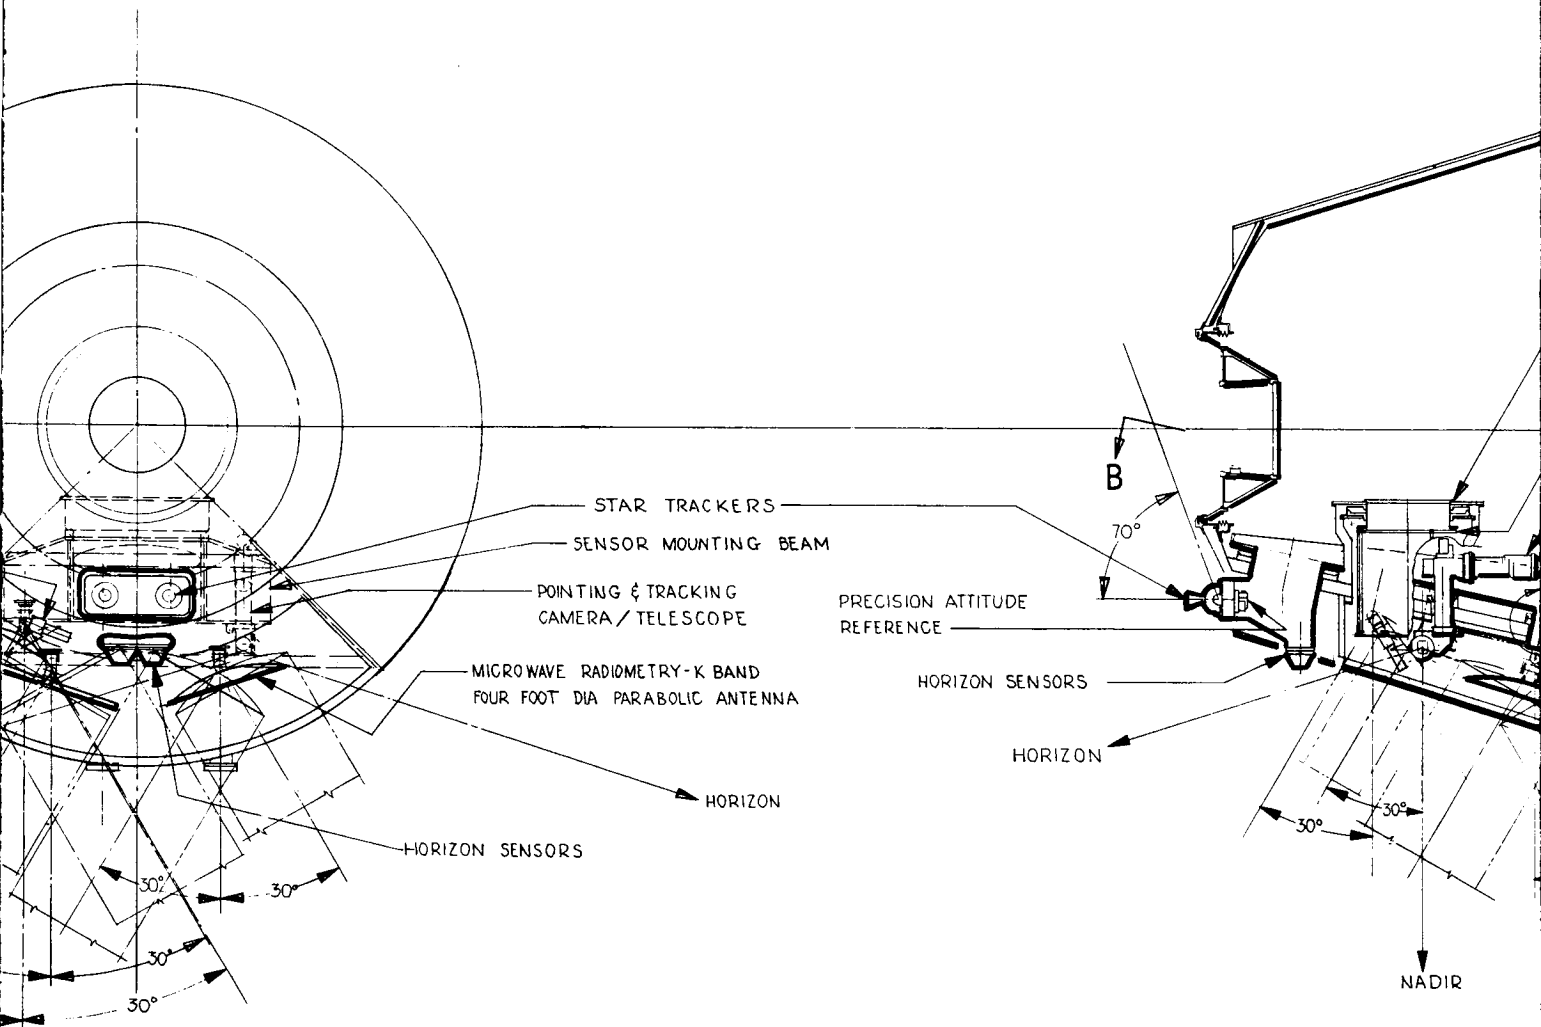 STAR TRACKERS
SENSOR MOUNTING BEAM
POINTING & TRACKING
CAMERA/TELESCOPE
MICROWAVE RADIOMETRY-K BAND
FOUR FOOT DIA PARABOLIC ANTENNA
HORIZON
HORIZON SENSORS
30°
30°
30°
30°
B
70°
PRECISION ATTITUDE
REFERENCE
HORIZON SENSORS
HORIZON
30°
30°
NADIR